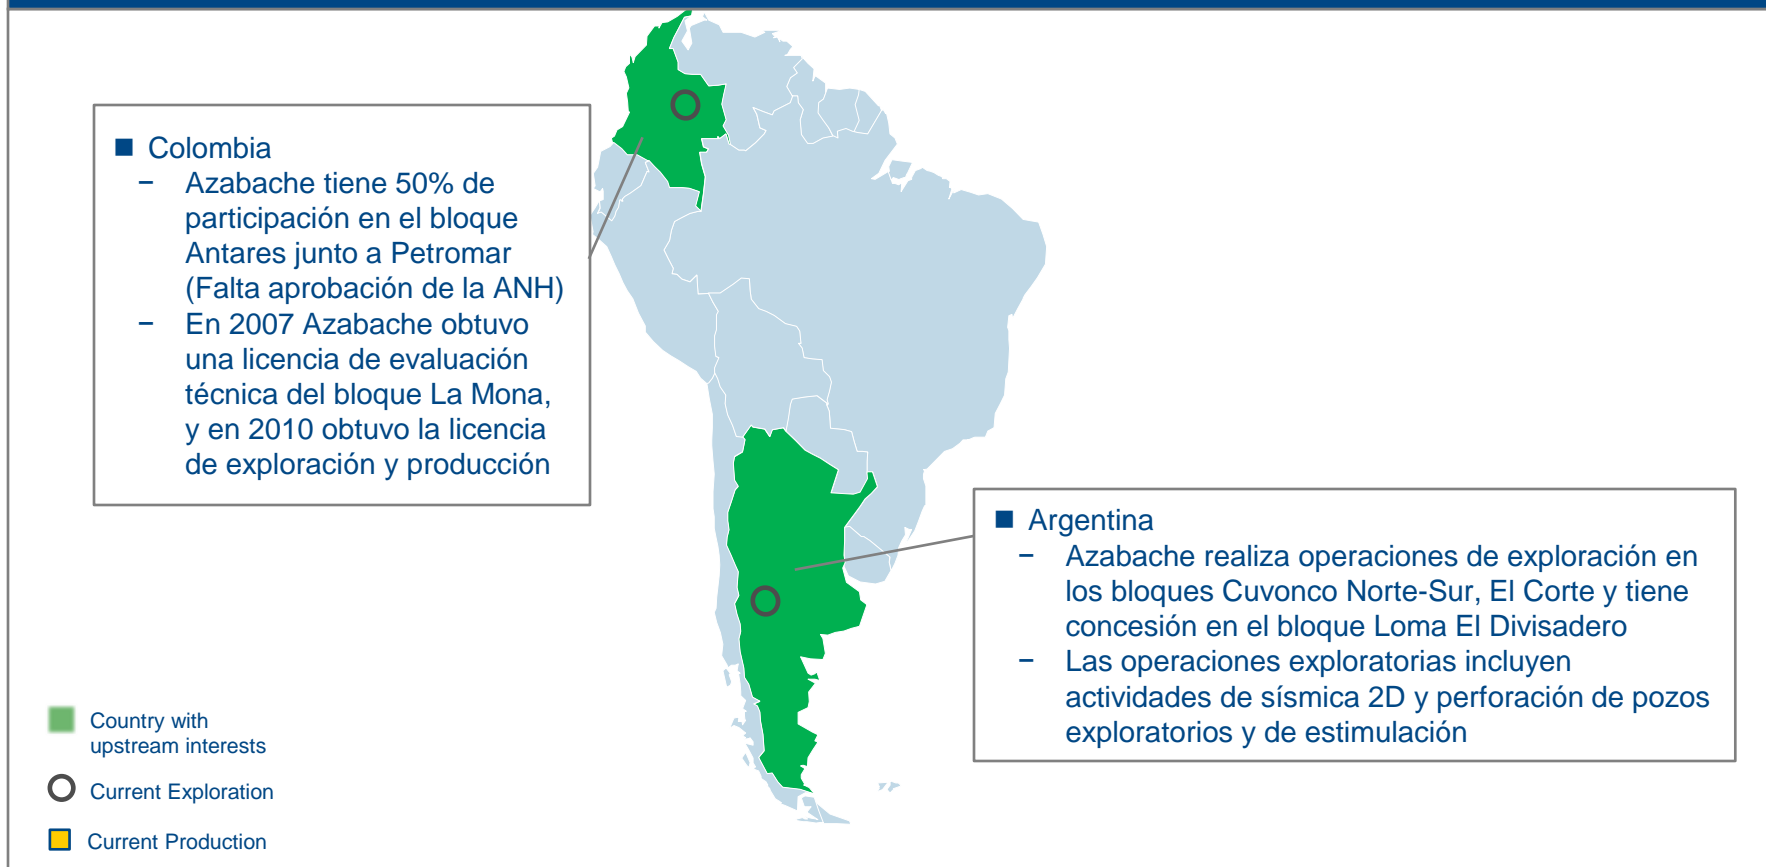 ■ Colombia
− Azabache tiene 50% de
participación en el bloque
Antares junto a Petromar
(Falta aprobación de la ANH)
− En 2007 Azabache obtuvo
una licencia de evaluación
técnica del bloque La Mona,
y en 2010 obtuvo la licencia
de exploración y producción
■ Argentina
− Azabache realiza operaciones de exploración en
los bloques Cuvonco Norte-Sur, El Corte y tiene
concesión en el bloque Loma El Divisadero
− Las operaciones exploratorias incluyen
actividades de sísmica 2D y perforación de pozos
exploratorios y de estimulación
Country with
upstream interests
Current Exploration
Current Production